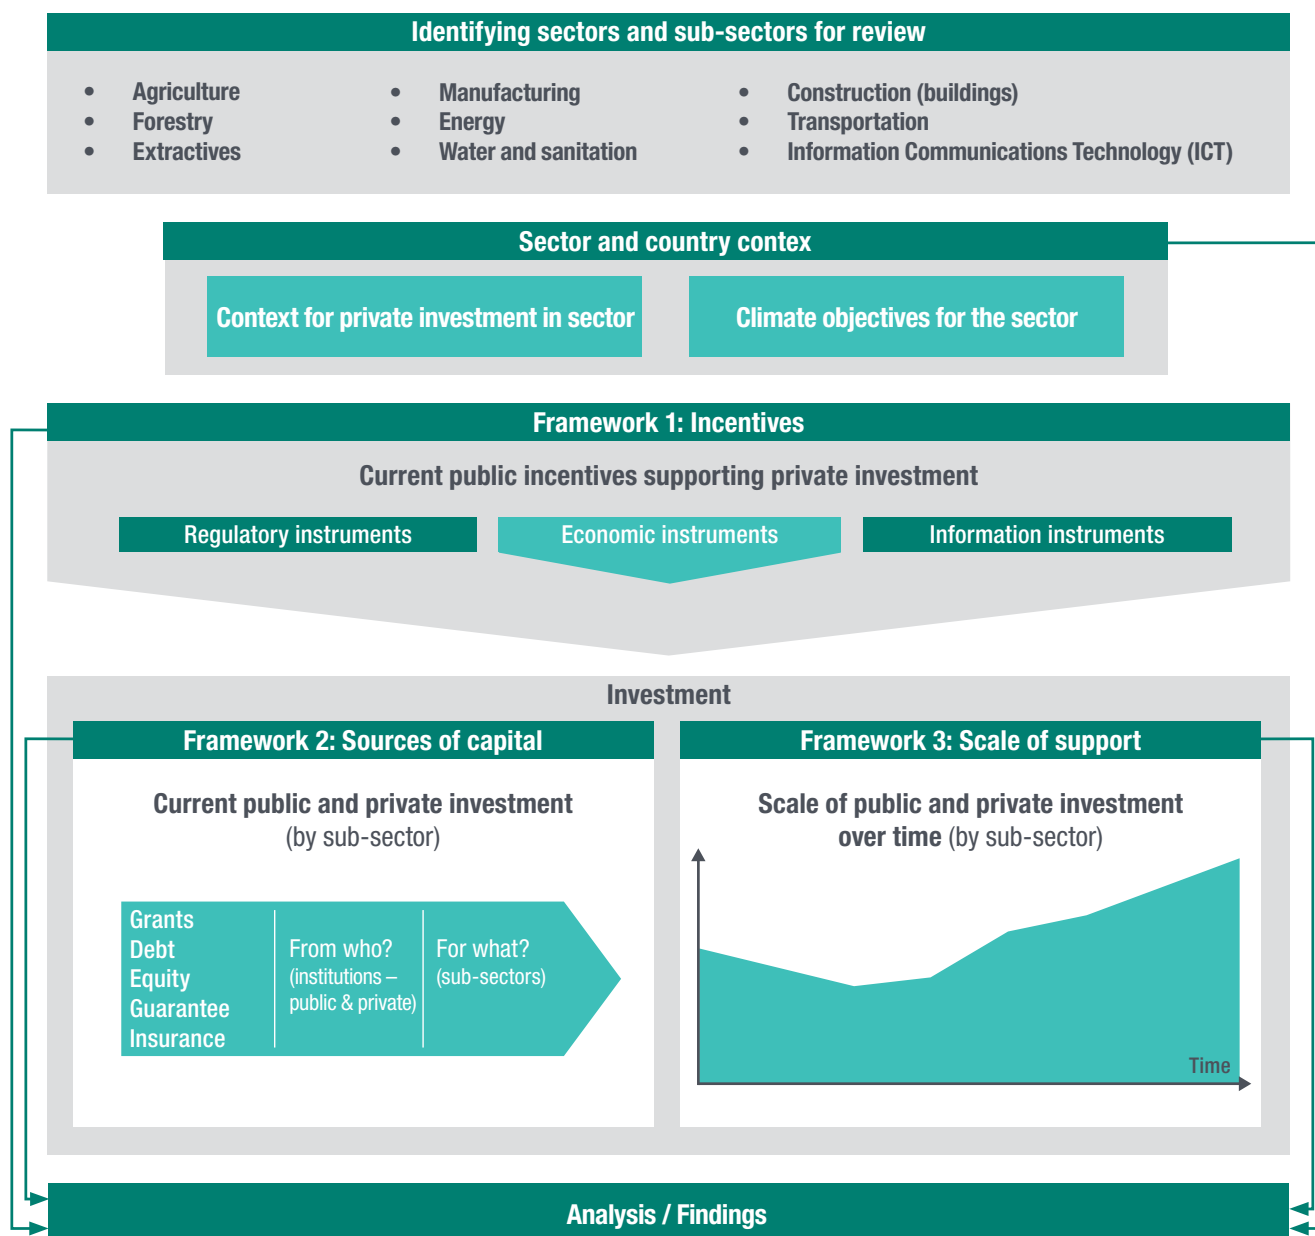 Identifying sectors and sub-sectors for review
• Agriculture
• Forestry
• Extractives
• Manufacturing
• Energy
• Water and sanitation
• Construction (buildings)
• Transportation
• Information Communications Technology (ICT)
Sector and country contex
Context for private investment in sector
Climate objectives for the sector
Framework 1: Incentives
Current public incentives supporting private investment
Regulatory instruments
Economic instruments
Information instruments
Investment
Framework 2: Sources of capital
Current public and private investment
(by sub-sector)
Grants
Debt
Equity
Guarantee
Insurance
From who?
(institutions –
public & private)
For what?
(sub-sectors)
Framework 3: Scale of support
Scale of public and private investment
over time (by sub-sector)
Time
Analysis / Findings